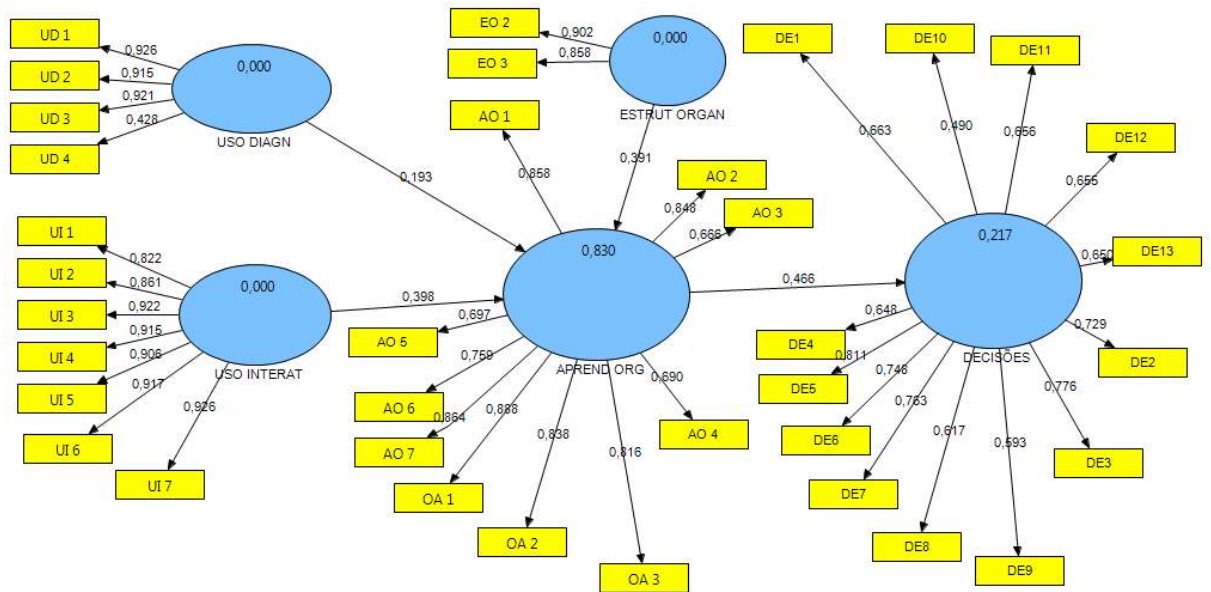 UD 1
UD 2
UD 3
UD 4
0,926
0,915
0,921
0,428
0,000
USO DIAGN
0,193
UI 1
UI 2
UI 3
UI 4
UI 5
UI 6
UI 7
0,822
0,861
0,922
0,915
0,906
0,917
0,926
0,000
USO INTERAT
0,398
EO 2
EO 3
0,902
0,858
0,000
ESTRUT ORGAN
0,391
AO 1
0,858
AO 2
0,848
AO 3
0,666
0,830
APREND ORG
AO 5
0,697
AO 6
0,759
AO 7
0,864
OA 1
0,888
OA 2
0,838
OA 3
0,816
AO 4
0,690
0,466
DE1
0,663
DE10
0,490
DE11
0,656
DE12
0,655
DE13
0,650
0,217
DECISÕES
DE2
0,729
DE3
0,776
DE4
0,648
DE5
0,811
DE6
0,748
DE7
0,763
DE8
0,617
DE9
0,593